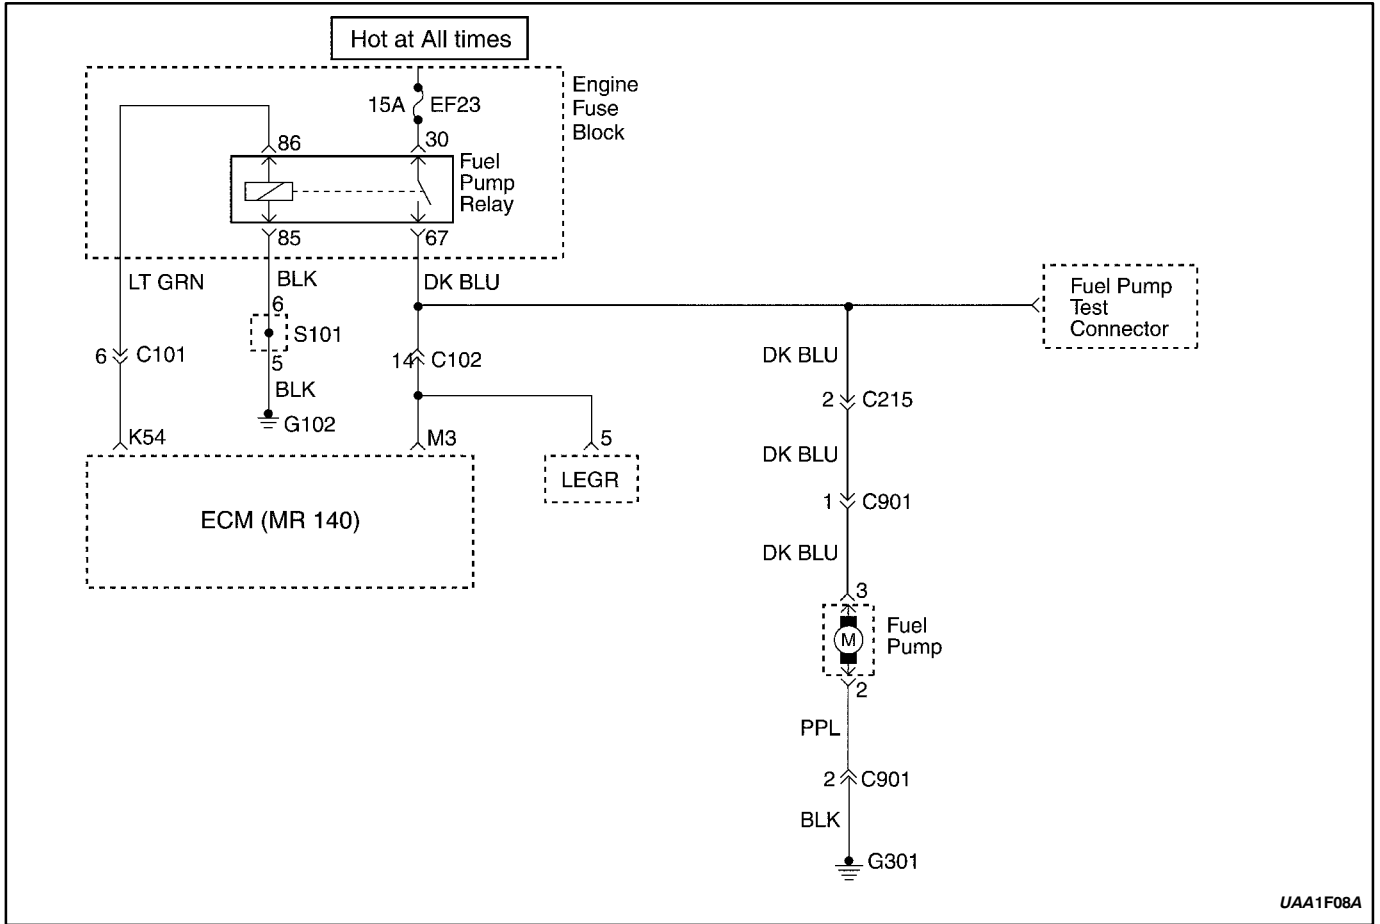 Hot at All times
15A
EF23
Engine
Fuse
Block
86
30
Fuel
Pump
Relay
85
67
LT GRN
BLK
DK BLU
6
S101
5
6
C101
14
C102
BLK
G102
K54
M3
5
LEGR
ECM (MR 140)
Fuel Pump
Test
Connector
DK BLU
2
C215
DK BLU
1
C901
DK BLU
3
M
Fuel
Pump
2
PPL
2
C901
BLK
G301
UAA1F08A